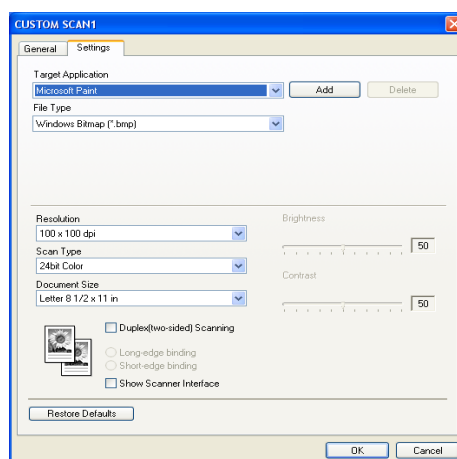 CUSTOM SCAN1
General Settings
Target Application
Microsoft Paint Add Delete
File Type
Windows Bitmap (*.bmp)
Resolution Brightness
100 x 100 dpi 50
Scan Type
24bit Color Contrast
Document Size
Letter 8 1/2 x 11 in 50
Duplex(two-sided) Scanning
Long-edge binding
Short-edge binding
Show Scanner Interface
Restore Defaults
OK Cancel